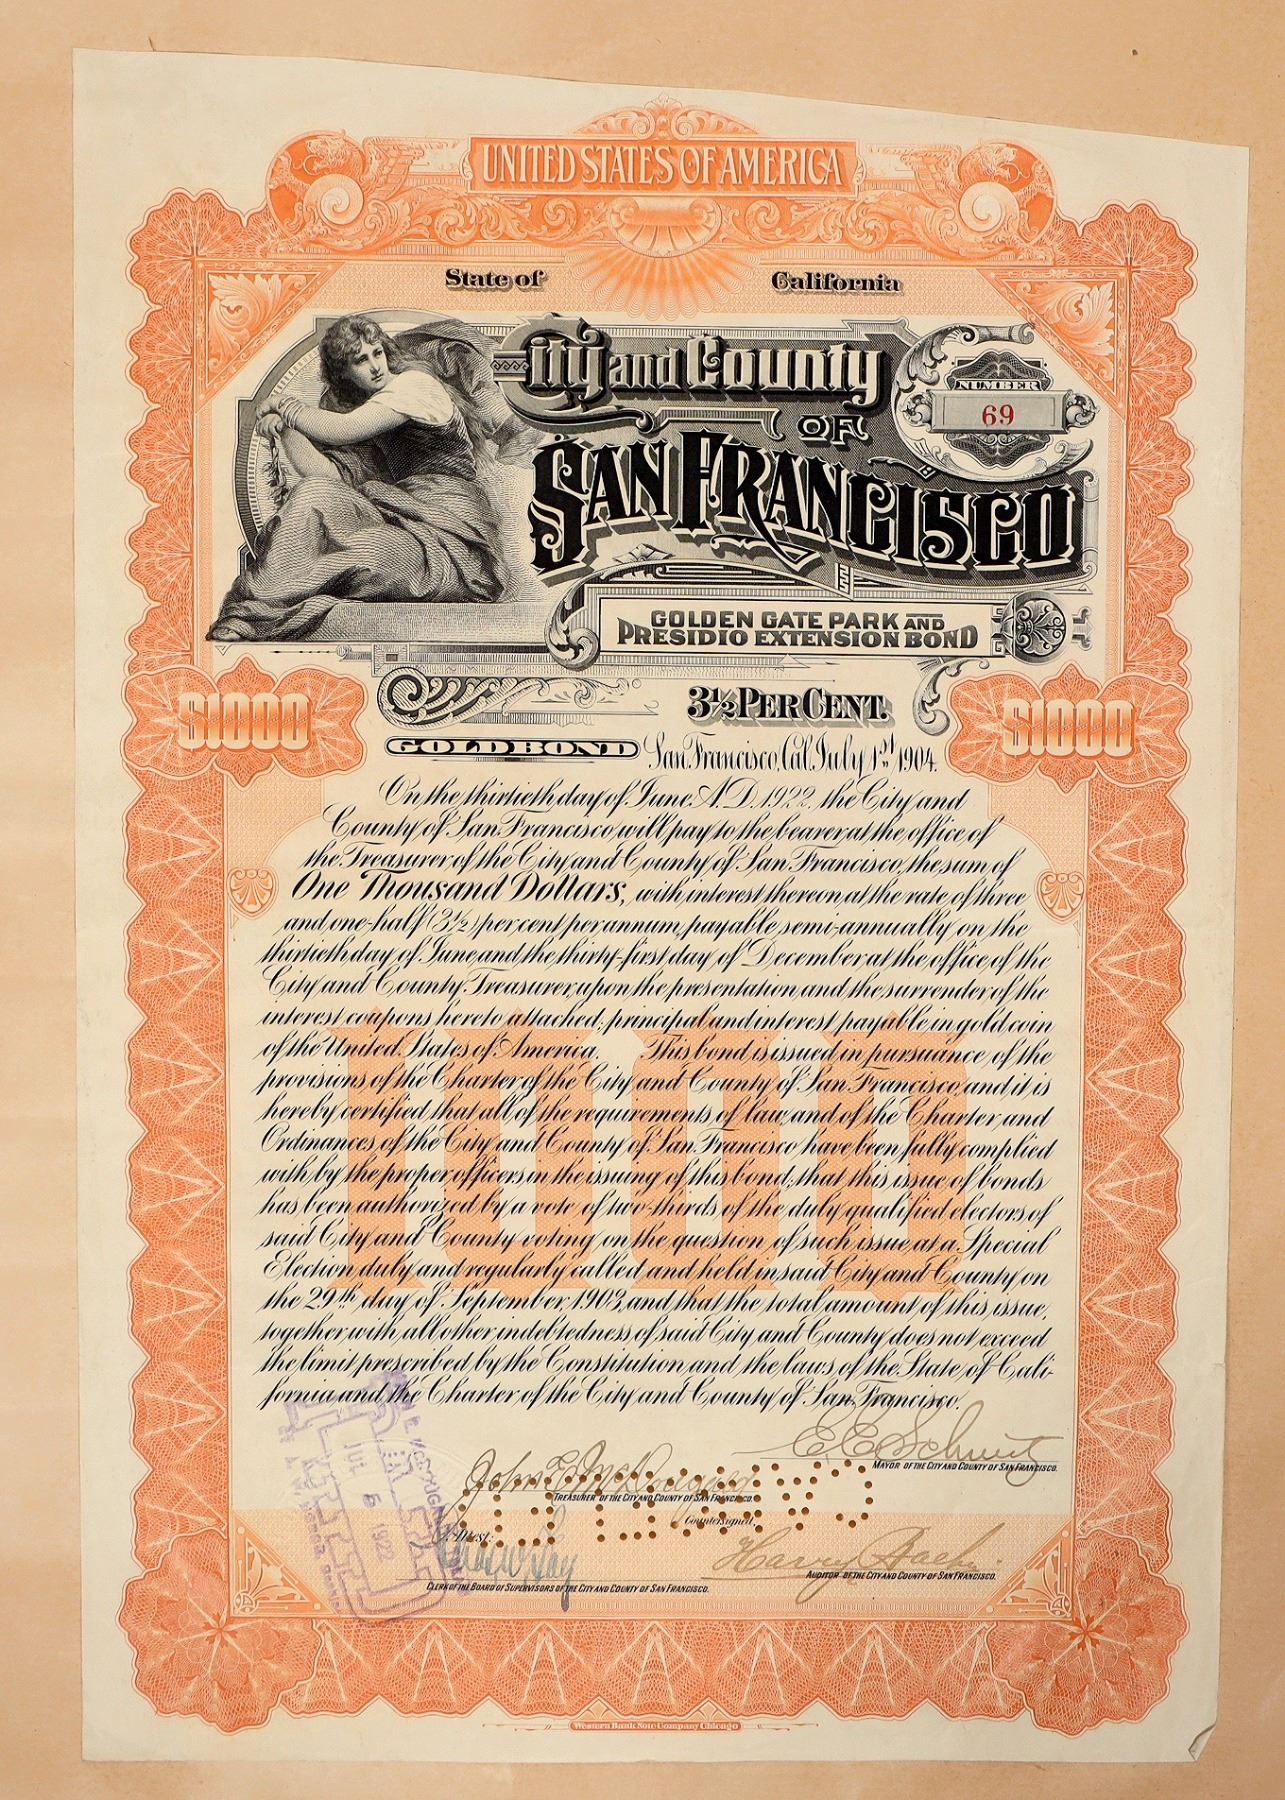 UNITED STATES OF AMERICA
State of California
City and County
OF
SAN FRANCISCO
NUMBER
69
GOLDEN GATE PARK AND
PRESIDIO EXTENSION BOND
$1000
3½ PER CENT.
$1000
GOLD BOND San Francisco, Cal. July 1st 1904.
On the thirtieth day of June A.D. 1922, the City and
County of San Francisco will pay to the bearer at the office of
the Treasurer of the City and County of San Francisco, the sum of
One Thousand Dollars, with interest thereon at the rate of three
and one-half (3½) per cent per annum, payable semi-annually on the
thirtieth day of June and the thirty-first day of December at the office of the
City and County Treasurer, upon the presentation and the surrender of the
interest coupons hereto attached; principal and interest payable in gold coin
of the United States of America. This bond is issued in pursuance of the
provisions of the Charter of the City and County of San Francisco, and it is
hereby certified that all of the requirements of law, and of the Charter and
Ordinances of the City and County of San Francisco have been fully complied
with, by the proper officers in the issuing of this bond; that this issue of bonds
has been authorized by a vote of two-thirds of the duly qualified electors of
said City and County voting on the question of such issue, at a Special
Election duly and regularly called and held in said City and County on
the 29th day of September, 1903, and that the total amount of this issue,
together with all other indebtedness of said City and County does not exceed
the limit prescribed by the Constitution and the laws of the State of Cali-
fornia and the Charter of the City and County of San Francisco.
E. E. Schmitz
MAYOR OF THE CITY AND COUNTY OF SAN FRANCISCO.
John E. McDougald
TREASURER OF THE CITY AND COUNTY OF SAN FRANCISCO.
Countersigned,
Attest:
Harry Baehr
AUDITOR OF THE CITY AND COUNTY OF SAN FRANCISCO.
CLERK OF THE BOARD OF SUPERVISORS OF THE CITY AND COUNTY OF SAN FRANCISCO.
JUL 5 1922
Western Bank Note Company Chicago